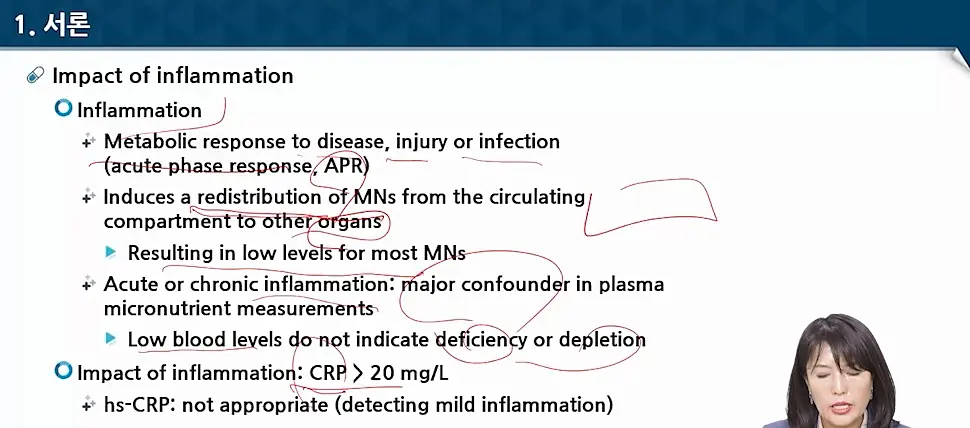 1. 서론
Impact of inflammation
Inflammation
Metabolic response to disease, injury or infection
(acute phase response, APR)
Induces a redistribution of MNs from the circulating
compartment to other organs
Resulting in low levels for most MNs
Acute or chronic inflammation: major confounder in plasma
micronutrient measurements
Low blood levels do not indicate deficiency or depletion
Impact of inflammation: CRP > 20 mg/L
hs-CRP: not appropriate (detecting mild inflammation)